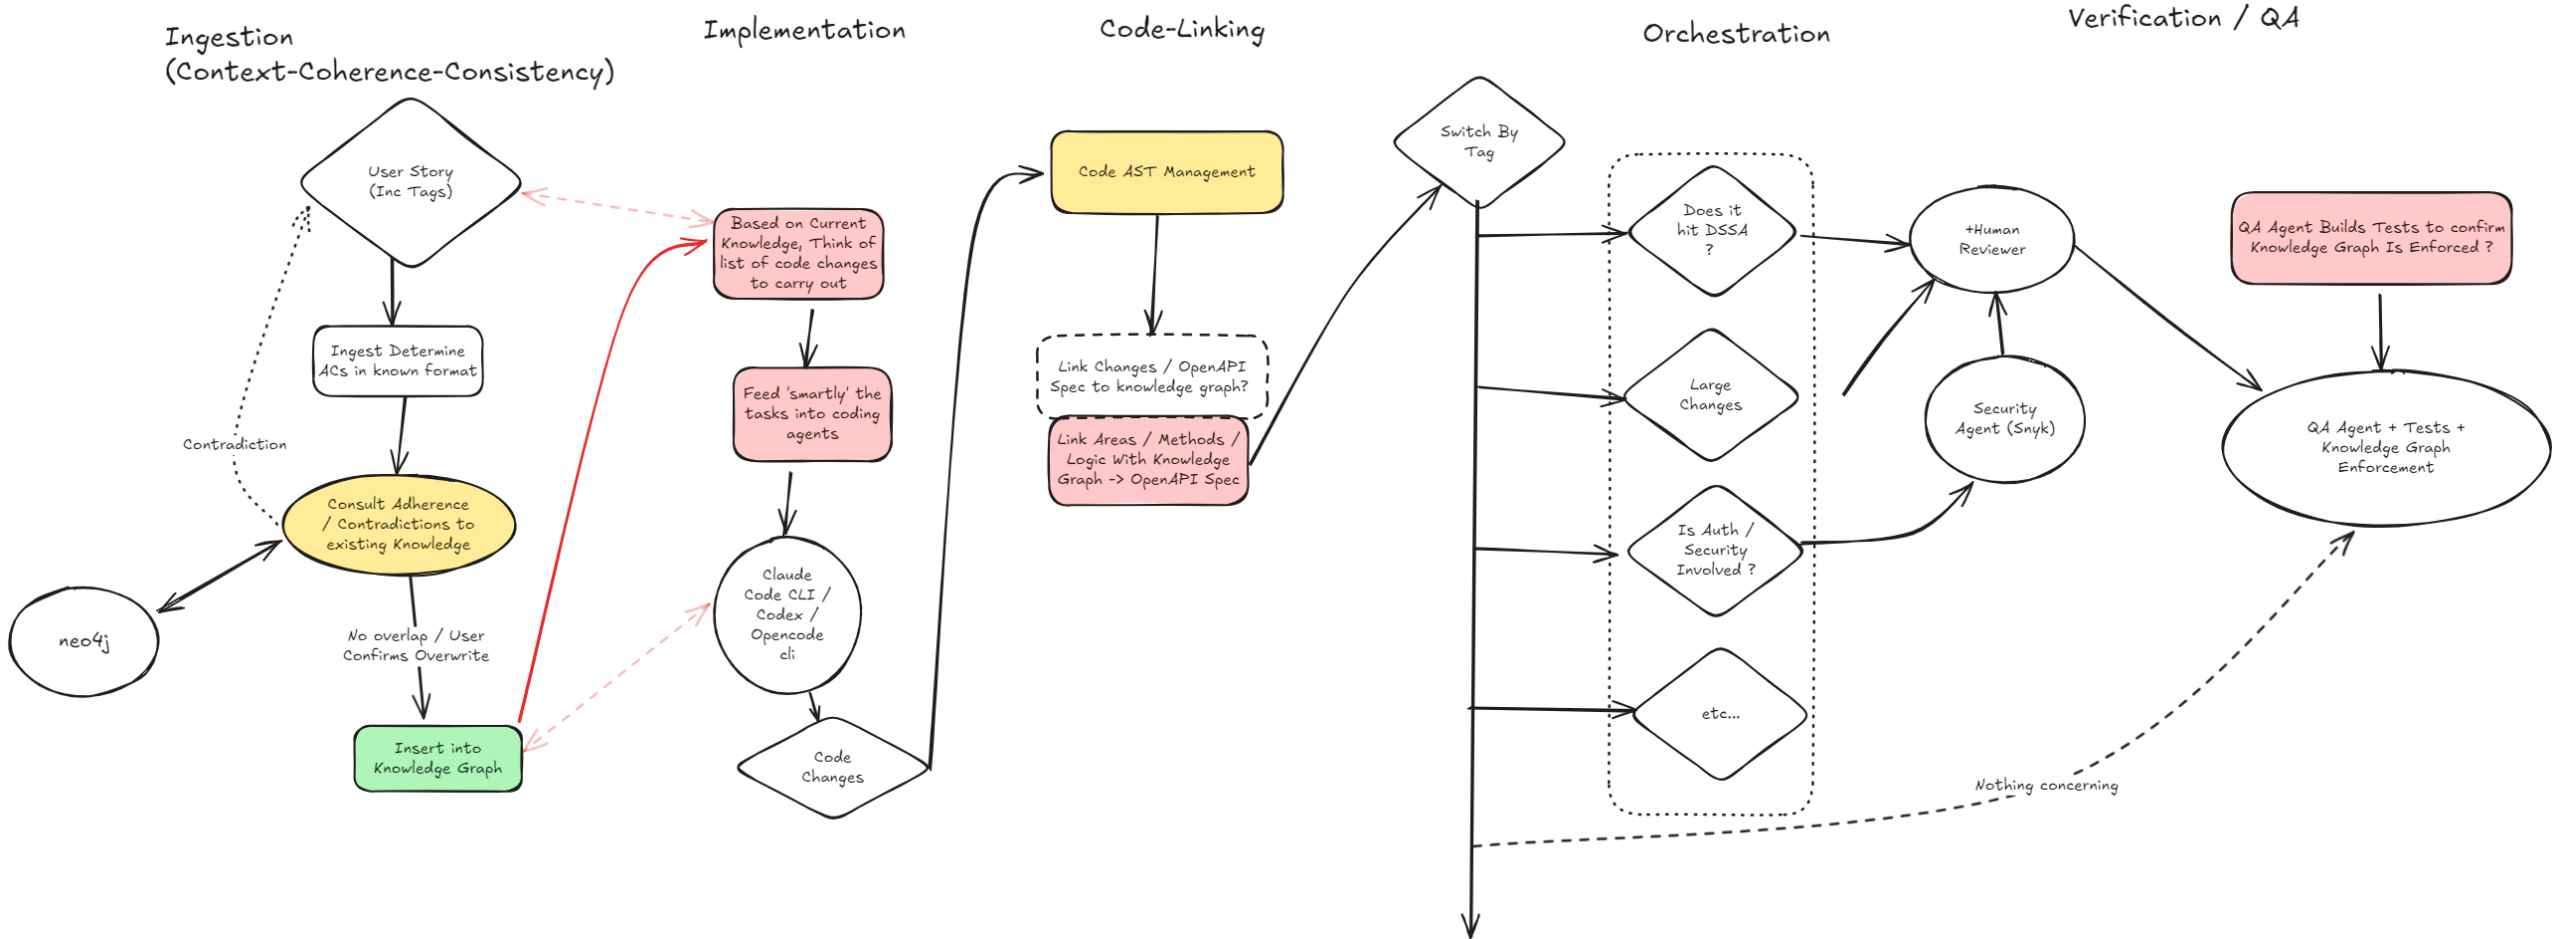 Ingestion
(Context-Coherence-Consistency)
User Story
(Inc Tags)
Ingest Determine
ACs in known format
Contradiction
Consult Adherence
/ Contradictions to
existing Knowledge
neo4j
No overlap / User
Confirms Overwrite
Insert into
Knowledge Graph
Implementation
Based on Current
Knowledge, Think of
list of code changes
to carry out
Feed 'smartly' the
tasks into coding
agents
Claude
Code CLI /
Codex /
Opencode
cli
Code
Changes
Code-Linking
Code AST Management
Link Changes / OpenAPI
Spec to knowledge graph?
Link Areas / Methods /
Logic With Knowledge
Graph -> OpenAPI Spec
Orchestration
Switch By
Tag
Does it
hit DSSA
?
Large
Changes
Is Auth /
Security
Involved ?
etc...
+Human
Reviewer
Security
Agent (Snyk)
Nothing concerning
Verification / QA
QA Agent Builds Tests to confirm
Knowledge Graph Is Enforced ?
QA Agent + Tests +
Knowledge Graph
Enforcement